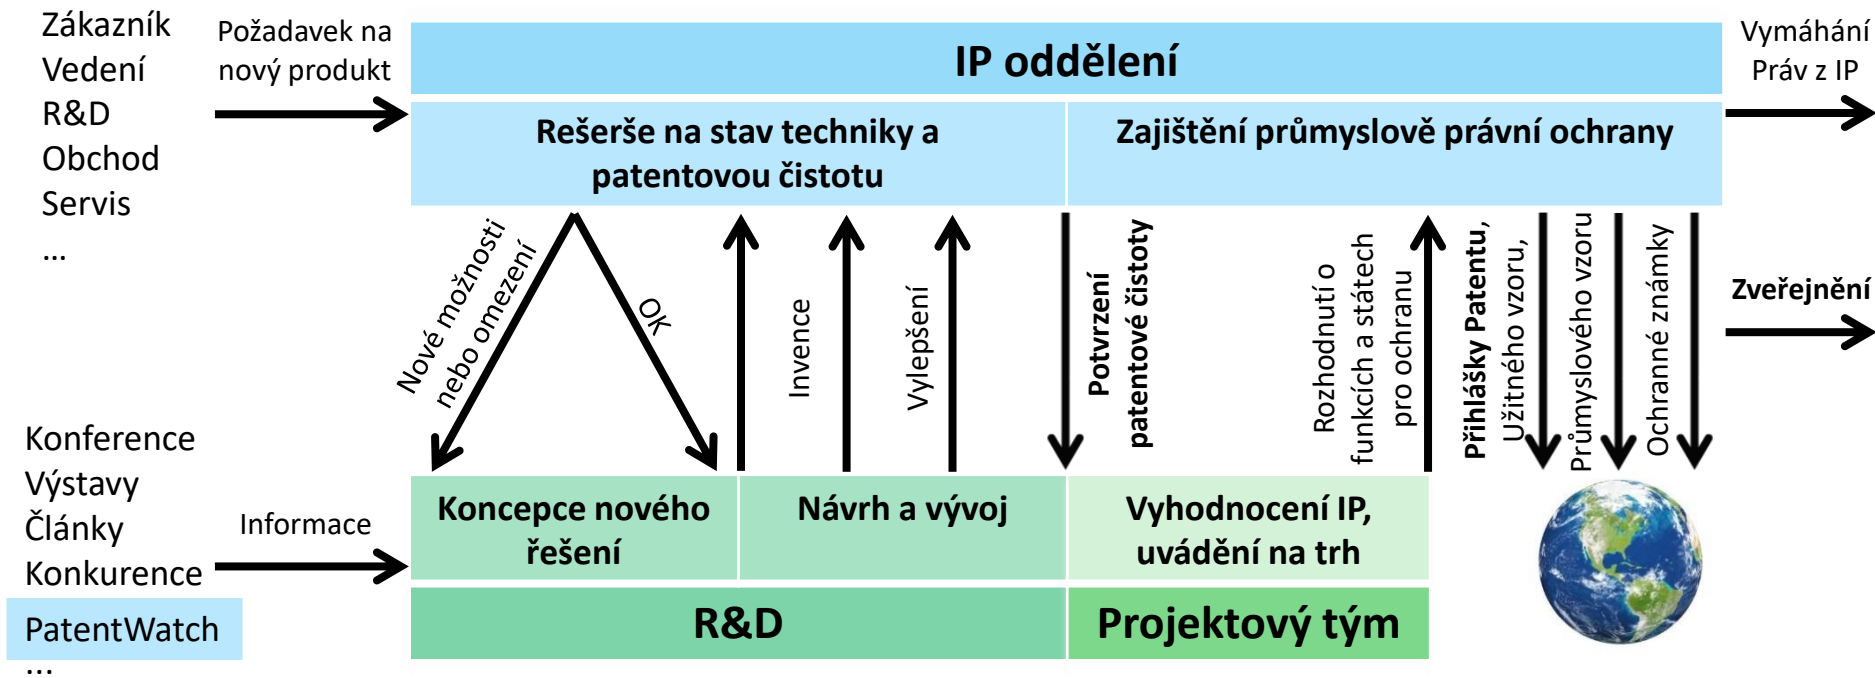 Zákazník
Vedení
R&D
Obchod
Servis
...
Požadavek na
nový produkt
IP oddělení
Rešerše na stav techniky a
patentovou čistotu
Zajištění průmyslově právní ochrany
Vymáhání
Práv z IP
Nové možnosti
nebo omezení
OK
Invence
Vylepšení
Potvrzení
patentové čistoty
Rozhodnutí o
funkcích a státech
pro ochranu
Přihlášky Patentu,
Užitného vzoru,
Průmyslového vzoru
Ochranné známky
Zveřejnění
Konference
Výstavy
Články
Konkurence
PatentWatch
...
Informace
Koncepce nového
řešení
Návrh a vývoj
Vyhodnocení IP,
uvádění na trh
R&D
Projektový tým